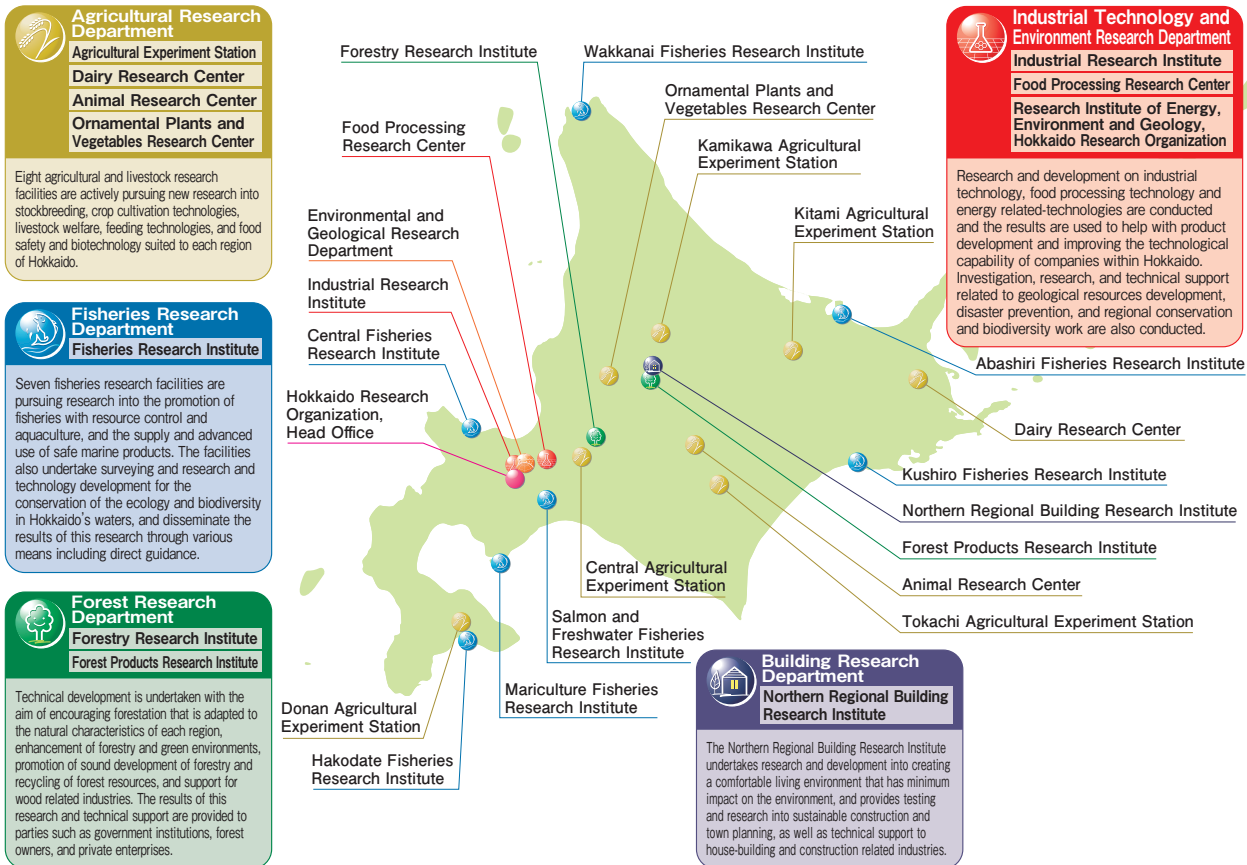 Agricultural Research
Department
Agricultural Experiment Station
Dairy Research Center
Animal Research Center
Ornamental Plants and
Vegetables Research Center
Eight agricultural and livestock research
facilities are actively pursuing new research into
stockbreeding, crop cultivation technologies,
livestock welfare, feeding technologies, and food
safety and biotechnology suited to each region
of Hokkaido.
Fisheries Research
Department
Fisheries Research Institute
Seven fisheries research facilities are
pursuing research into the promotion of
fisheries with resource control and
aquaculture, and the supply and advanced
use of safe marine products. The facilities
also undertake surveying and research and
technology development for the
conservation of the ecology and biodiversity
in Hokkaido's waters, and disseminate the
results of this research through various
means including direct guidance.
Forest Research
Department
Forestry Research Institute
Forest Products Research Institute
Technical development is undertaken with the
aim of encouraging forestation that is adapted to
the natural characteristics of each region,
enhancement of forestry and green environments,
promotion of sound development of forestry and
recycling of forest resources, and support for
wood related industries. The results of this
research and technical support are provided to
parties such as government institutions, forest
owners, and private enterprises.
Forestry Research Institute
Wakkanai Fisheries Research Institute
Ornamental Plants and
Vegetables Research Center
Food Processing
Research Center
Kamikawa Agricultural
Experiment Station
Environmental and
Geological Research
Department
Kitami Agricultural
Experiment Station
Industrial Research
Institute
Central Fisheries
Research Institute
Hokkaido Research
Organization,
Head Office
Abashiri Fisheries Research Institute
Dairy Research Center
Kushiro Fisheries Research Institute
Northern Regional Building Research Institute
Forest Products Research Institute
Animal Research Center
Tokachi Agricultural Experiment Station
Central Agricultural
Experiment Station
Salmon and
Freshwater Fisheries
Research Institute
Mariculture Fisheries
Research Institute
Donan Agricultural
Experiment Station
Hakodate Fisheries
Research Institute
Industrial Technology and
Environment Research Department
Industrial Research Institute
Food Processing Research Center
Research Institute of Energy,
Environment and Geology,
Hokkaido Research Organization
Research and development on industrial
technology, food processing technology and
energy related-technologies are conducted
and the results are used to help with product
development and improving the technological
capability of companies within Hokkaido.
Investigation, research, and technical support
related to geological resources development,
disaster prevention, and regional conservation
and biodiversity work are also conducted.
Building Research
Department
Northern Regional Building
Research Institute
The Northern Regional Building Research Institute
undertakes research and development into creating
a comfortable living environment that has minimum
impact on the environment, and provides testing
and research into sustainable construction and
town planning, as well as technical support to
house-building and construction related industries.